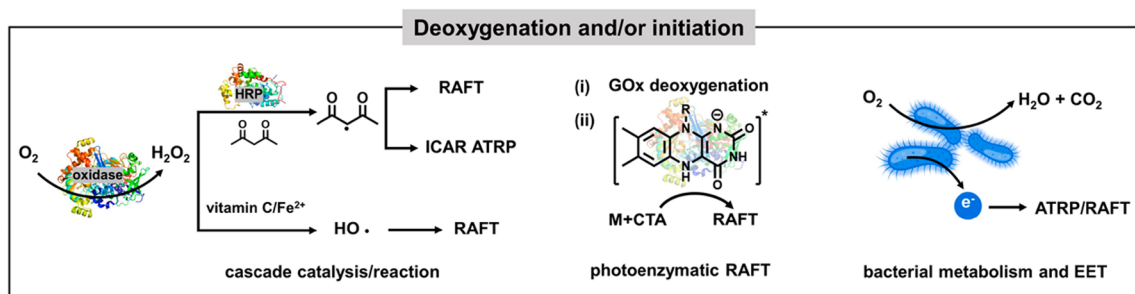 Deoxygenation and/or initiation
O₂
oxidase
H₂O₂
HRP
O O
O O
RAFT
ICAR ATRP
vitamin C/Fe²⁺
HO •
RAFT
cascade catalysis/reaction
(i) GOx deoxygenation
(ii)
R
N N O
NH
N
H
O
*
M+CTA
RAFT
photoenzymatic RAFT
O₂
H₂O + CO₂
e⁻
ATRP/RAFT
bacterial metabolism and EET